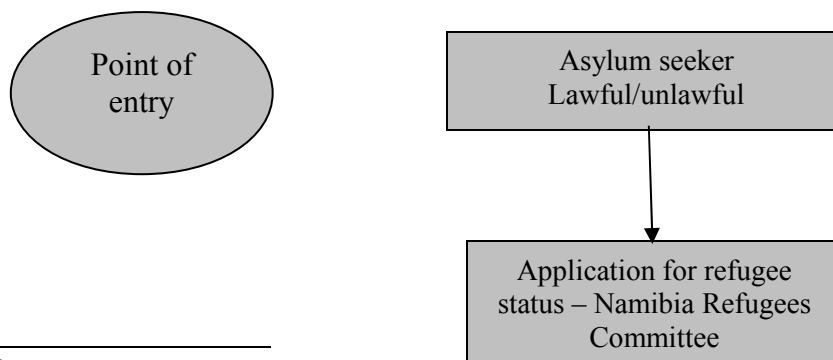 Point of
entry
Asylum seeker
Lawful/unlawful
Application for refugee
status – Namibia Refugees
Committee